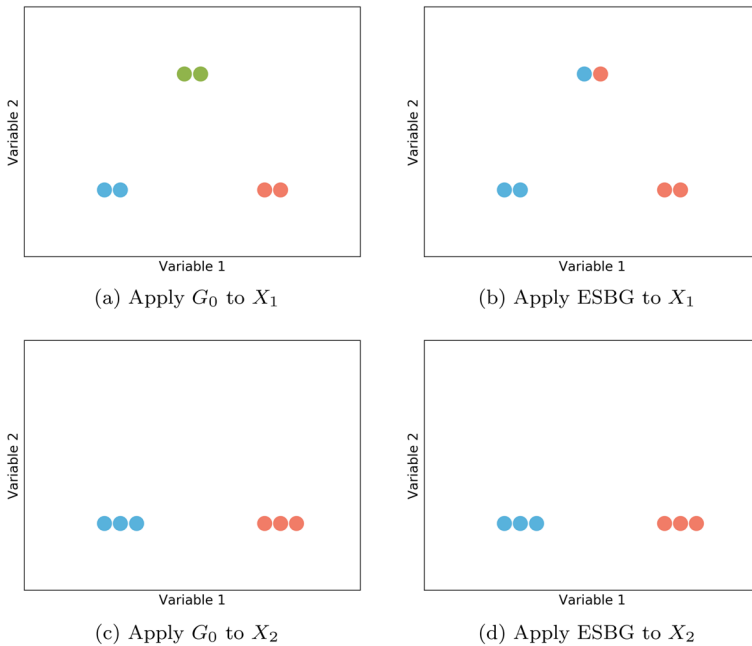 Variable 2
Variable 1
(a) Apply G₀ to X₁
Variable 2
Variable 1
(b) Apply ESBG to X₁
Variable 2
Variable 1
(c) Apply G₀ to X₂
Variable 2
Variable 1
(d) Apply ESBG to X₂